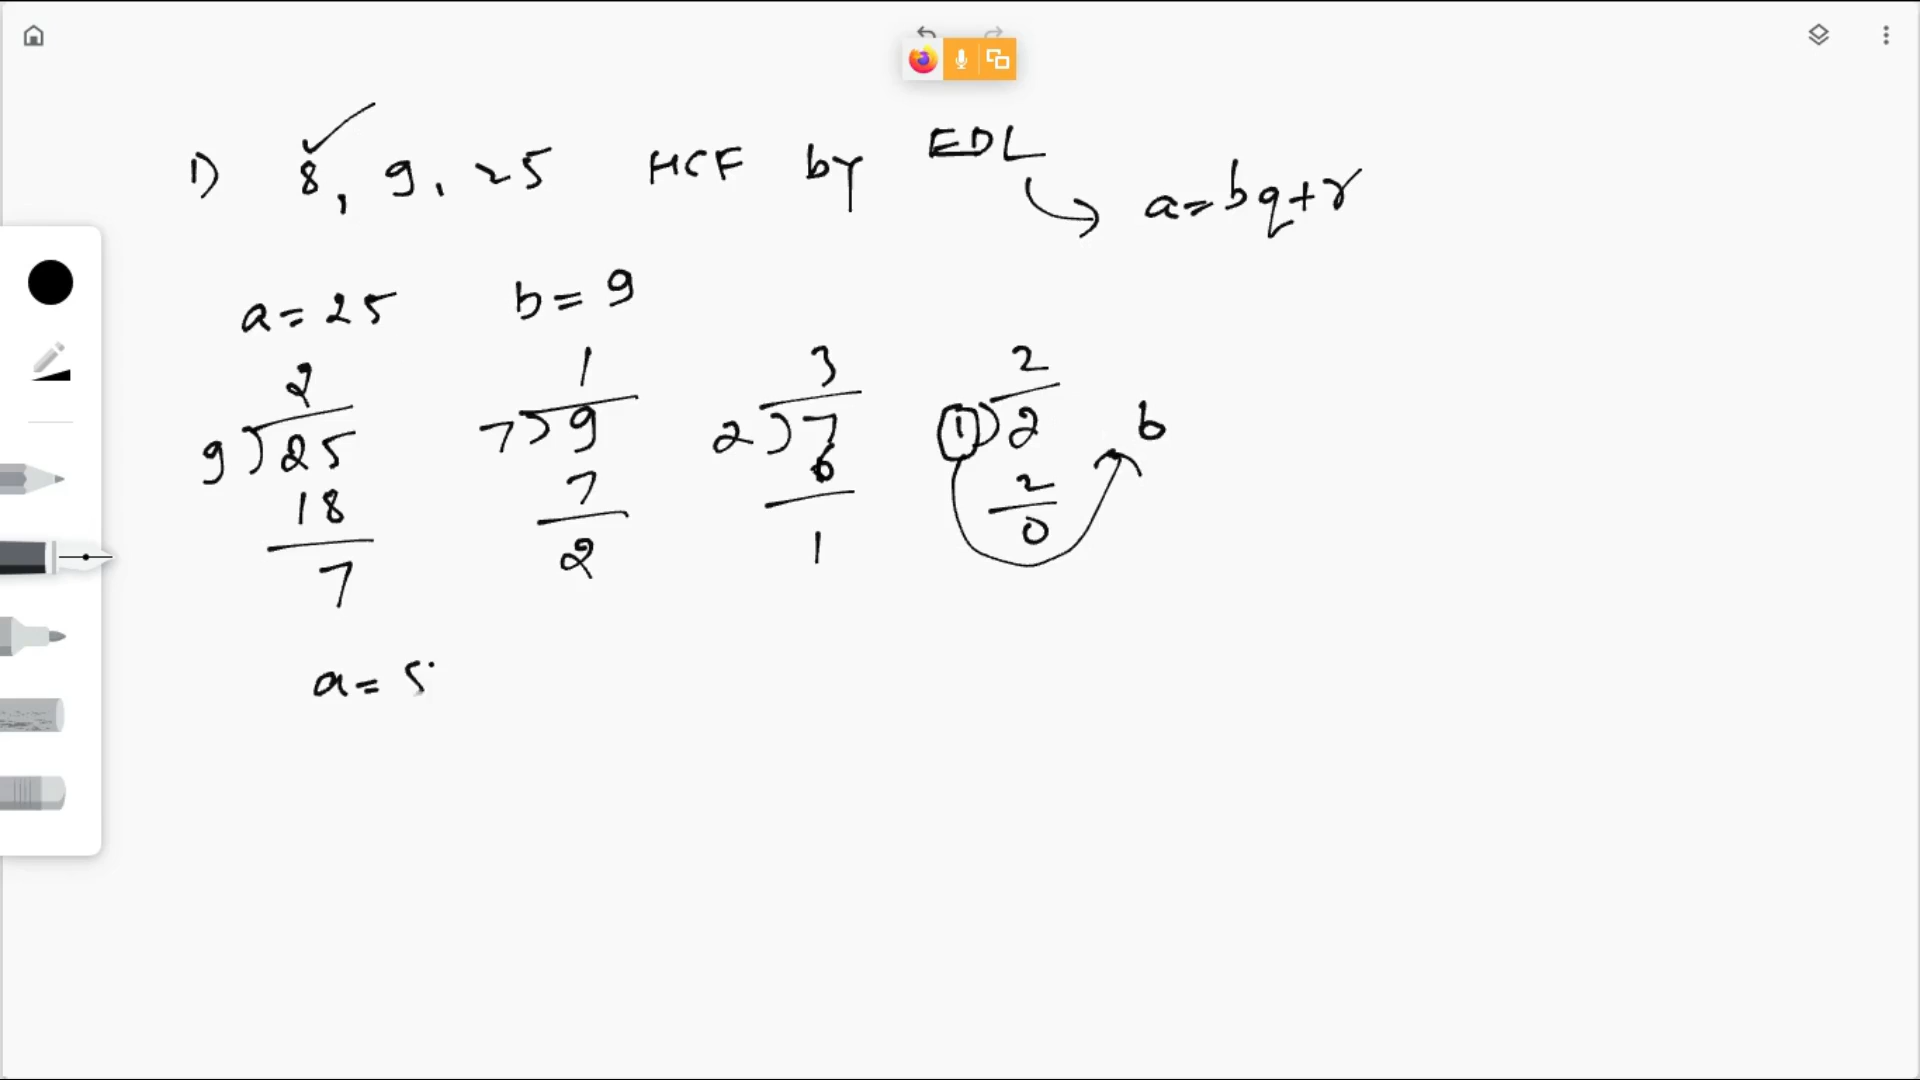 1) 8, 9, 25 HCF by EDL
a=bq+r
a=25 b=9
2 1 3 2
9)25 7)9 2)7 1)2 b
18 7 6 2
7 2 1 0
a=